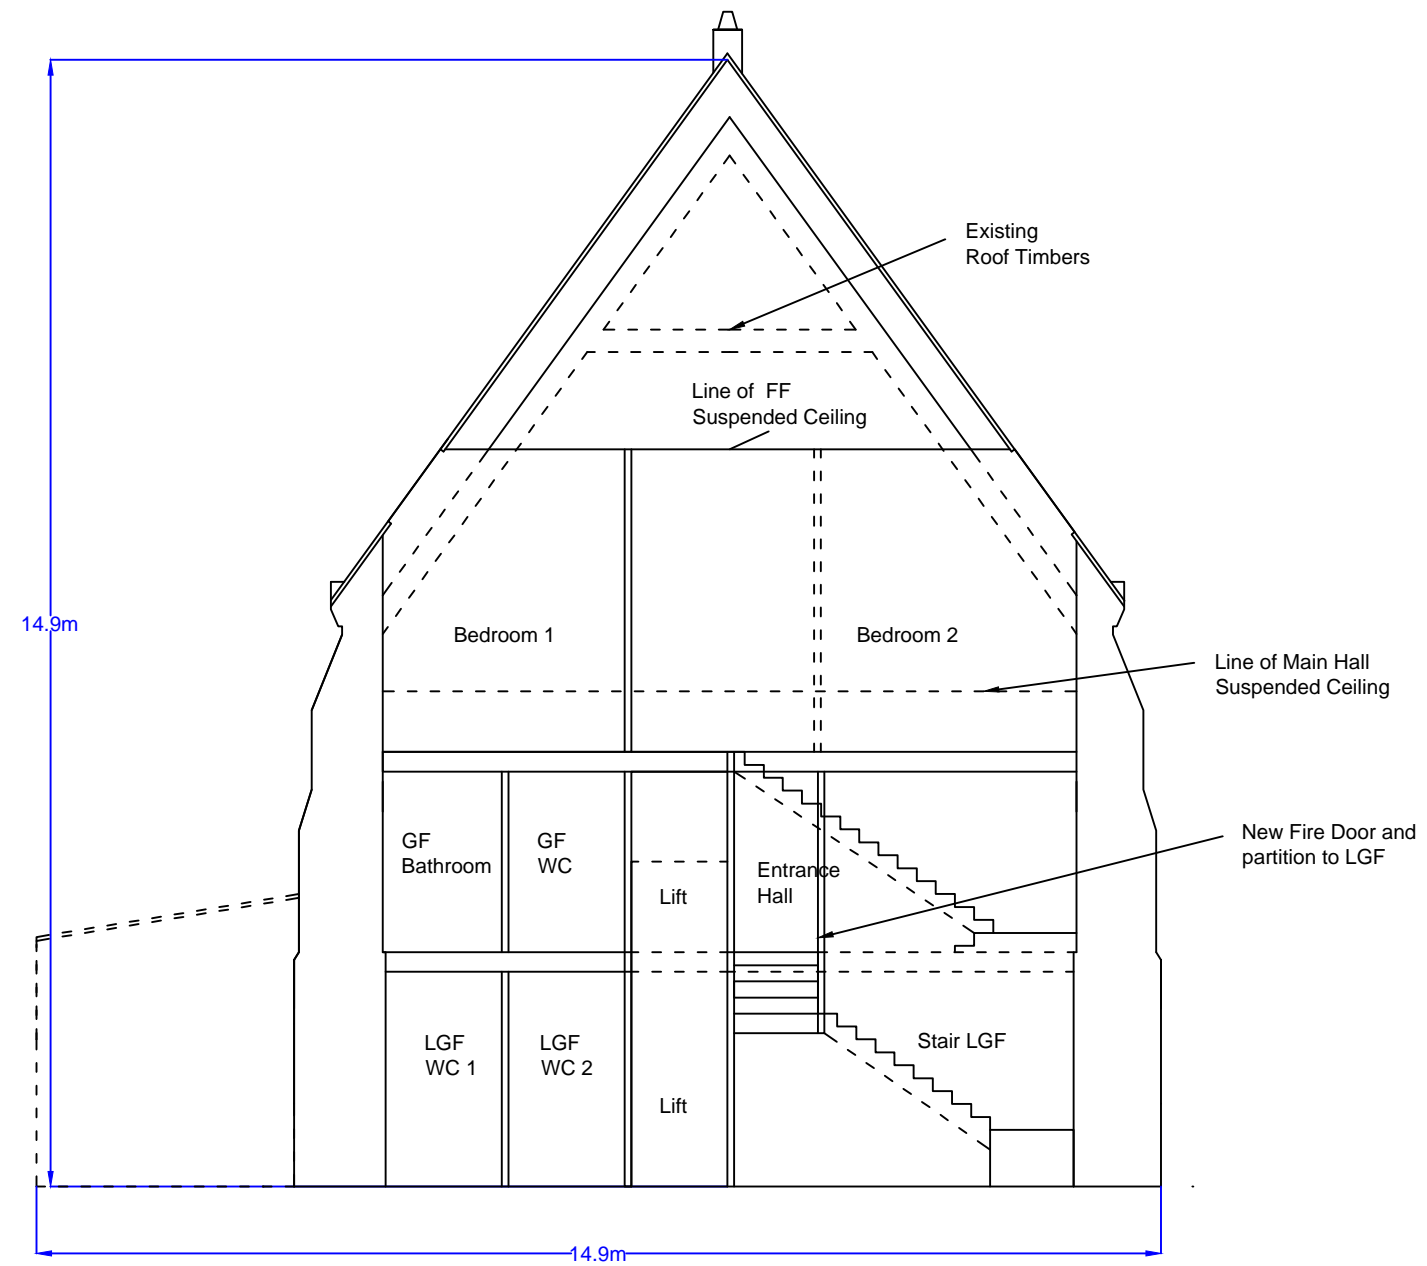 Existing
Roof Timbers
Line of FF
Suspended Ceiling
14.9m
Bedroom 1
Bedroom 2
Line of Main Hall
Suspended Ceiling
GF
Bathroom
GF
WC
Lift
Entrance
Hall
New Fire Door and
partition to LGF
LGF
WC 1
LGF
WC 2
Lift
Stair LGF
14.9m